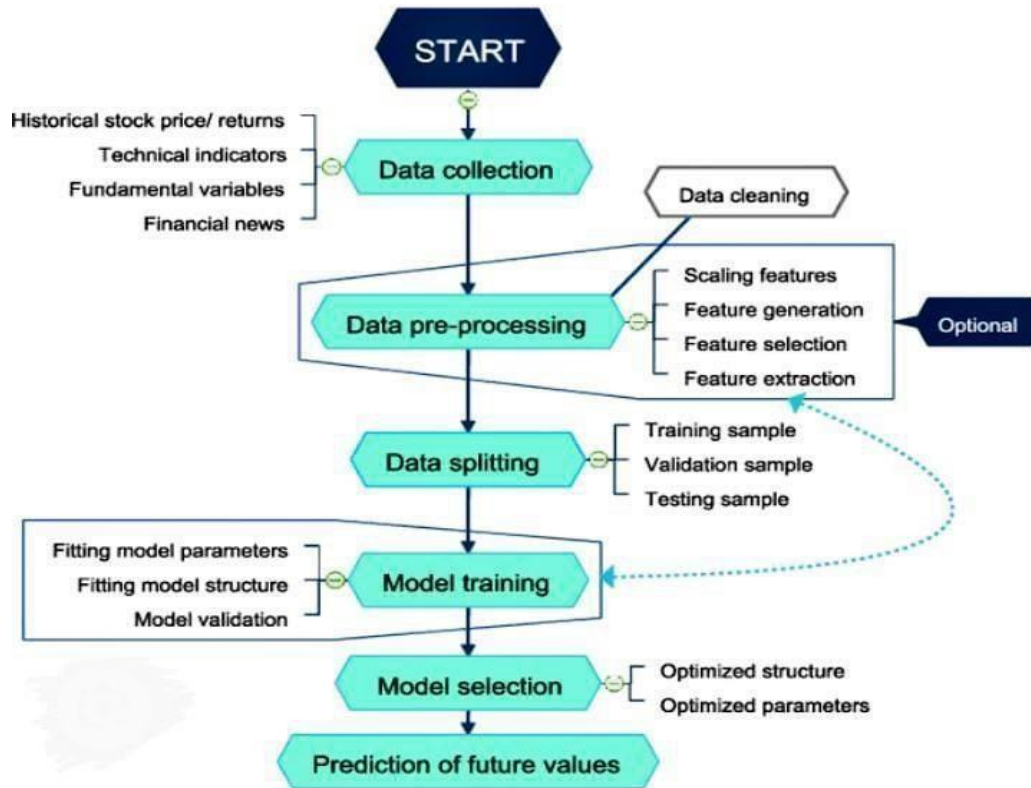 START
Historical stock price/ returns
Technical indicators
Fundamental variables
Financial news
Data collection
Data cleaning
Data pre-processing
Scaling features
Feature generation
Feature selection
Feature extraction
Optional
Data splitting
Training sample
Validation sample
Testing sample
Fitting model parameters
Fitting model structure
Model validation
Model training
Model selection
Optimized structure
Optimized parameters
Prediction of future values